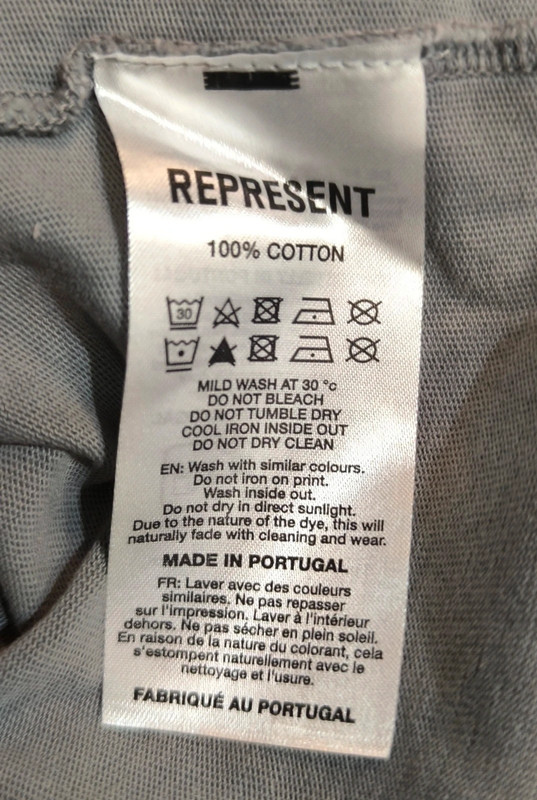 REPRESENT
100% COTTON
30
MILD WASH AT 30 °c
DO NOT BLEACH
DO NOT TUMBLE DRY
COOL IRON INSIDE OUT
DO NOT DRY CLEAN
EN: Wash with similar colours.
Do not iron on print.
Wash inside out.
Do not dry in direct sunlight.
Due to the nature of the dye, this will
naturally fade with cleaning and wear.
MADE IN PORTUGAL
FR: Laver avec des couleurs
similaires. Ne pas repasser
sur l'impression. Laver à l'intérieur
dehors. Ne pas sécher en plein soleil.
En raison de la nature du colorant, cela
s'estompent naturellement avec le
nettoyage et l'usure.
FABRIQUÉ AU PORTUGAL